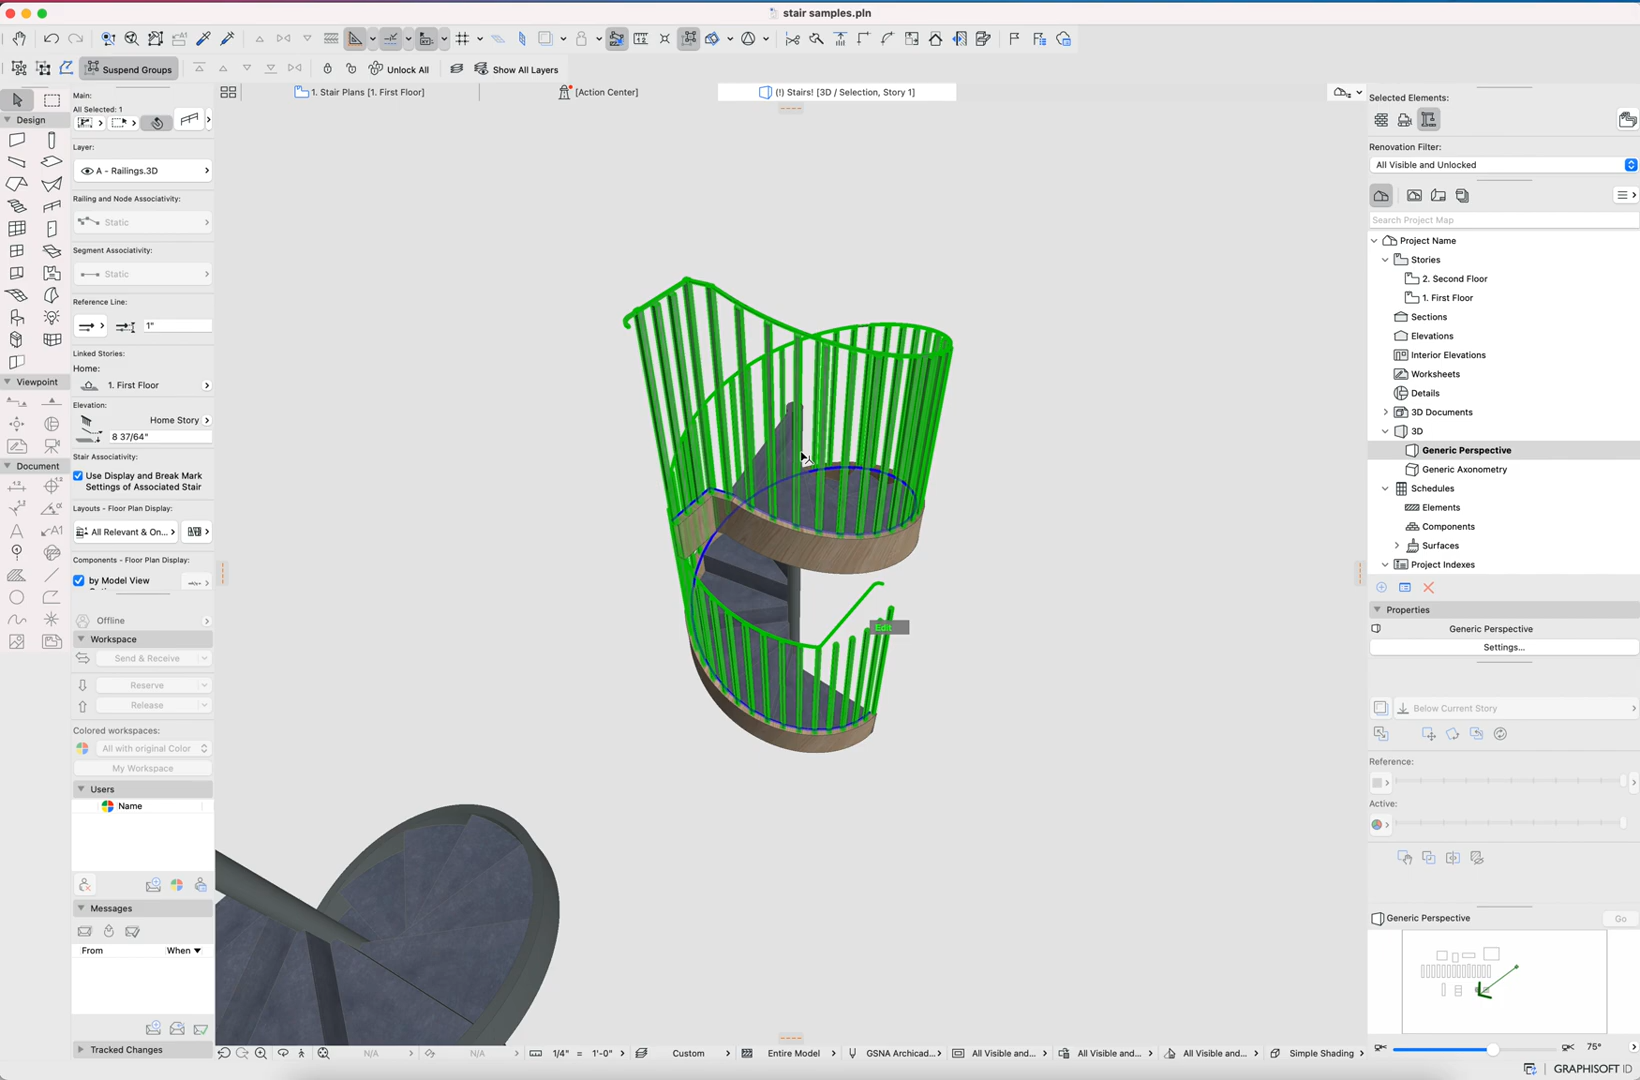 stair samples.pln
Suspend Groups
Unlock All
Show All Layers
Main:
All Selected: 1
1. Stair Plans [1. First Floor]
[Action Center]
(!) Stairs! [3D / Selection, Story 1]
Selected Elements:
Design
Layer:
A - Railings.3D
Renovation Filter:
All Visible and Unlocked
Railing and Node Associativity:
Static
Search Project Map
Segment Associativity:
Static
Project Name
Stories
2. Second Floor
1. First Floor
Sections
Elevations
Interior Elevations
Worksheets
Details
3D Documents
3D
Generic Perspective
Generic Axonometry
Schedules
Elements
Components
Surfaces
Project Indexes
Reference Line:
1"
Linked Stories:
Home:
1. First Floor
Viewpoint
Elevation:
Home Story
8 37/64"
Stair Associativity:
Document
Use Display and Break Mark
Settings of Associated Stair
Layouts - Floor Plan Display:
All Relevant & On...
Components - Floor Plan Display:
by Model View
Edit
Offline
Workspace
Send & Receive
Reserve
Release
Colored workspaces:
All with original Color
My Workspace
Users
Name
Messages
From When
Tracked Changes
Properties
Generic Perspective
Settings...
Below Current Story
Reference:
Active:
Generic Perspective
Go
N/A
N/A
1/4" = 1'-0"
Custom
Entire Model
GSNA Archicad...
All Visible and...
All Visible and...
All Visible and...
Simple Shading
75°
GRAPHISOFT ID
A
A1